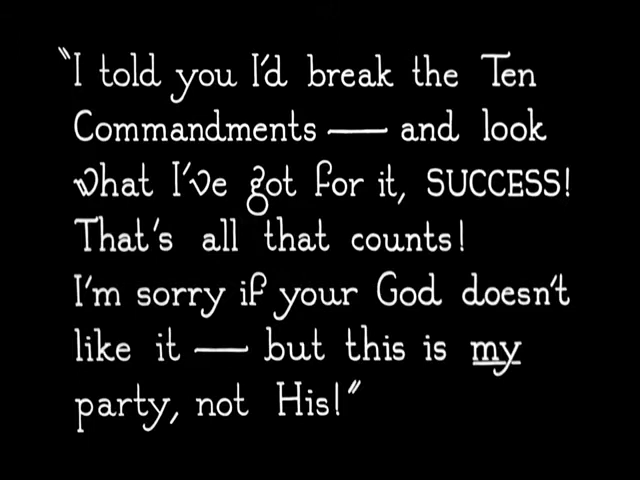 "I told you I'd break the Ten
Commandments — and look
what I've got for it, SUCCESS!
That's all that counts!
I'm sorry if your God doesn't
like it — but this is my
party, not His!"